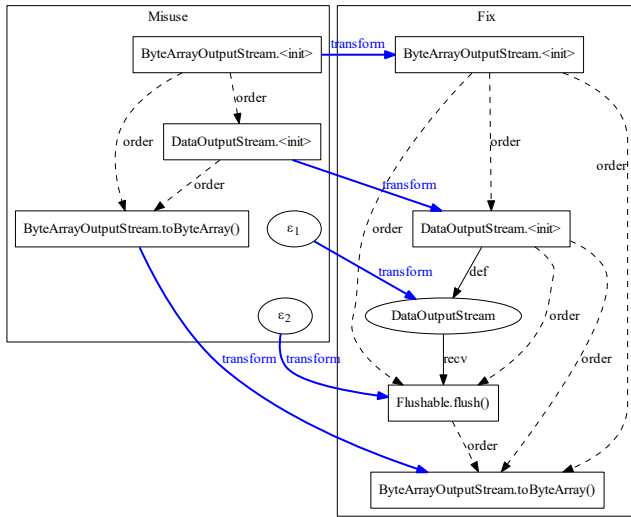 Misuse
Fix
ByteArrayOutputStream.<init>
transform
ByteArrayOutputStream.<init>
order
DataOutputStream.<init>
order
order
order
order
transform
order
ByteArrayOutputStream.toByteArray()
ε1
DataOutputStream.<init>
order
transform
def
ε2
DataOutputStream
order
order
transform
transform
recv
Flushable.flush()
order
ByteArrayOutputStream.toByteArray()